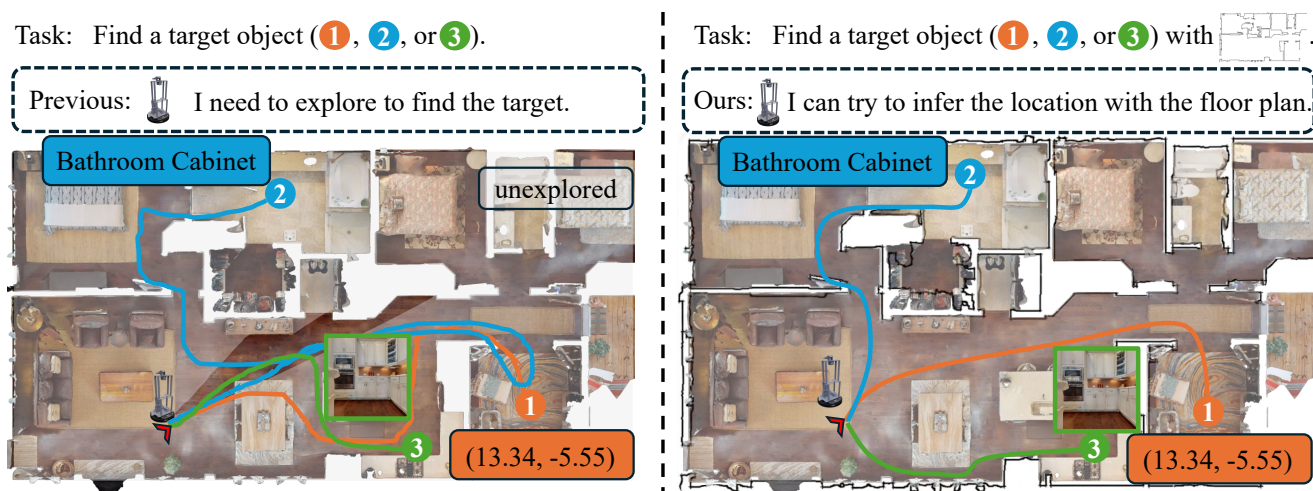 Task: Find a target object (1, 2, or 3).
Previous: I need to explore to find the target.
Bathroom Cabinet
2
unexplored
1
3
(13.34, -5.55)
Task: Find a target object (1, 2, or 3) with .
Ours: I can try to infer the location with the floor plan.
Bathroom Cabinet
2
1
3
(13.34, -5.55)